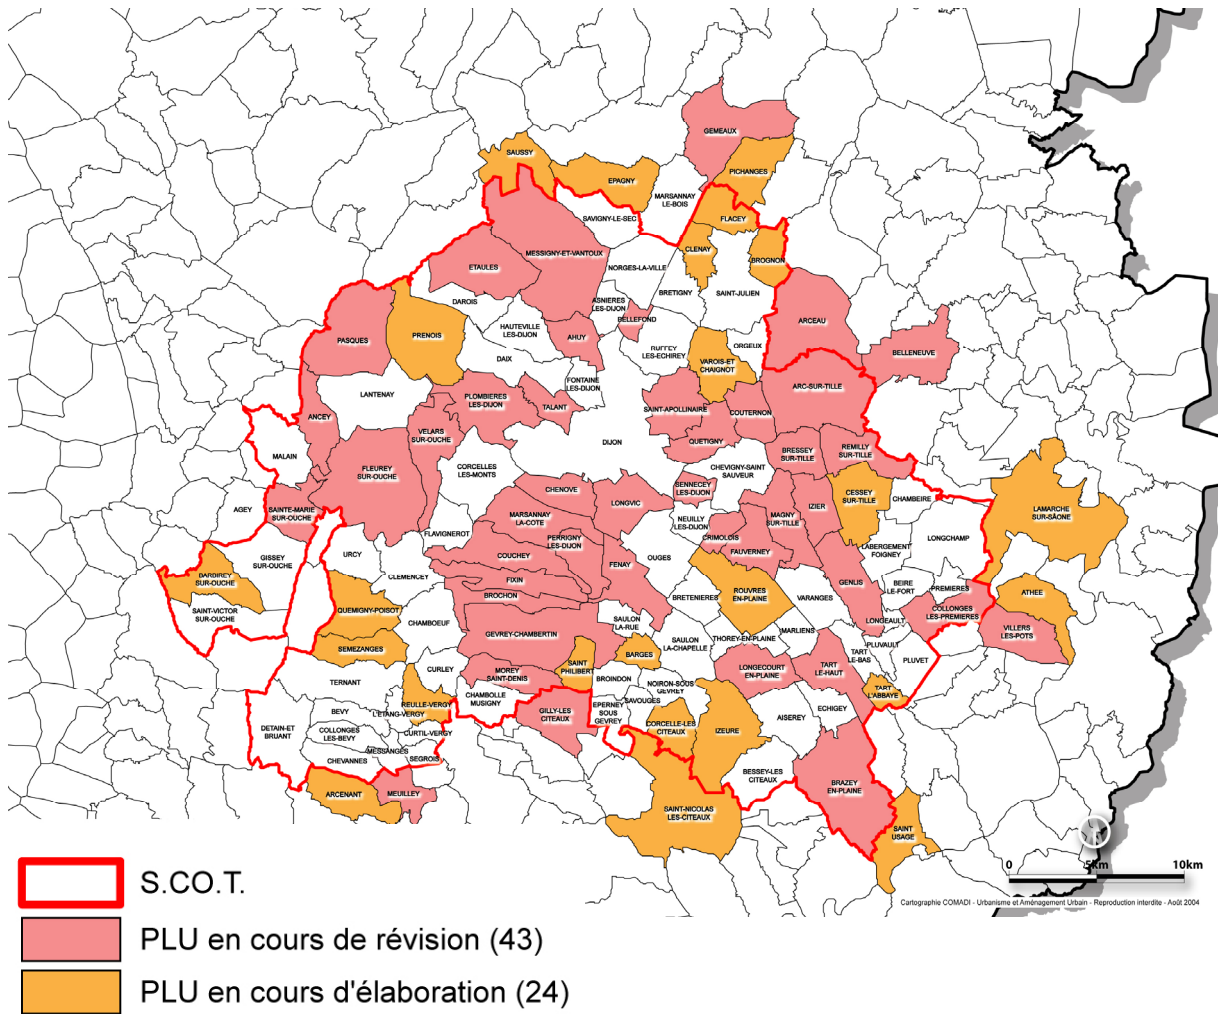 GEMEAUX
SAUSSY
PICHANGES
EPAGNY
MARSANNAY
LE-BOIS
SAVIGNY-LE-SEC
FLACEY
MESSIGNY-ET-VANTOUX
CLENAY
BROGNON
ETAULES
NORGES-LA-VILLE
BRETIGNY
SAINT-JULIEN
DAROIS
ASNIERES
LES-DIJON
BELLEFOND
ARCEAU
HAUTEVILLE
LES-DIJON
PRENOIS
PASQUES
AHUY
RUFFEY
LES-ECHIREY
ORGEUX
BELLENEUVE
DAIX
VAROIS-ET
CHAIGNOT
FONTAINE
LES-DIJON
ARC-SUR-TILLE
LANTENAY
PLOMBIERES
LES-DIJON
TALANT
SAINT-APOLLINAIRE
COUTERNON
ANCEY
VELARS
SUR-OUCHE
DIJON
QUETIGNY
BRESSEY
SUR-TILLE
REMILLY
SUR-TILLE
MALAIN
FLEUREY
SUR-OUCHE
CORCELLES
LES-MONTS
CHEVIGNY-SAINT
SAUVEUR
CHENOVE
SENNECEY
LES-DIJON
CESSEY
SUR-TILLE
CHAMBEIRE
AGEY
SAINTE-MARIE
SUR-OUCHE
LONGVIC
IZIER
LAMARCHE
SUR-SAÔNE
MARSANNAY
LA-COTE
NEUILLY
LES-DIJON
MAGNY
SUR-TILLE
FLAVIGNEROT
PERRIGNY
LES-DIJON
CRIMOLOIS
LONGCHAMP
LABERGEMENT
FOIGNEY
URCY
COUCHEY
OUGES
FAUVERNEY
GISSEY
SUR-OUCHE
FENAY
BARBIREY
SUR-OUCHE
CLEMENCEY
FIXIN
GENLIS
BEIRE
LE-FORT
PREMIERES
ATHEE
BROCHON
BRETENIERES
ROUVRES
EN-PLAINE
VARANGES
SAINT-VICTOR
SUR-OUCHE
QUEMIGNY-POISOT
COLLONGES
LES-PREMIERES
CHAMBOEUF
SAULON
LA-RUE
LONGEAULT
VILLERS
LES-POTS
GEVREY-CHAMBERTIN
MARLIENS
THOREY-EN-PLAINE
SAULON
LA-CHAPELLE
PLUVAULT
SEMEZANGES
BARGES
TART
LE-BAS
PLUVET
CURLEY
MOREY
SAINT-DENIS
SAINT
PHILIBERT
LONGECOURT
EN-PLAINE
TART
LE-HAUT
TERNANT
BROINDON
NOIRON-SOUS
GEVREY
TART
L'ABBAYE
CHAMBOLLE
MUSIGNY
REULLE-VERGY
SAVOUGES
BEVY
L'ETANG-VERGY
GILLY-LES
CITEAUX
EPERNEY
SOUS
GEVREY
ECHIGEY
AISEREY
DETAIN-ET
BRUANT
COLLONGES
LES-BEVY
CURTIL-VERGY
CORCELLE-LES
CITEAUX
IZEURE
MESSANGES
SEGROIS
CHEVANNES
BESSEY-LES
CITEAUX
BRAZEY
EN-PLAINE
ARCENANT
MEUILLEY
SAINT-NICOLAS
LES-CITEAUX
SAINT
USAGE
0 5km 10km
Cartographie COMADI - Urbanisme et Aménagement Urbain - Reproduction interdite - Août 2004
S.CO.T.
PLU en cours de révision (43)
PLU en cours d'élaboration (24)